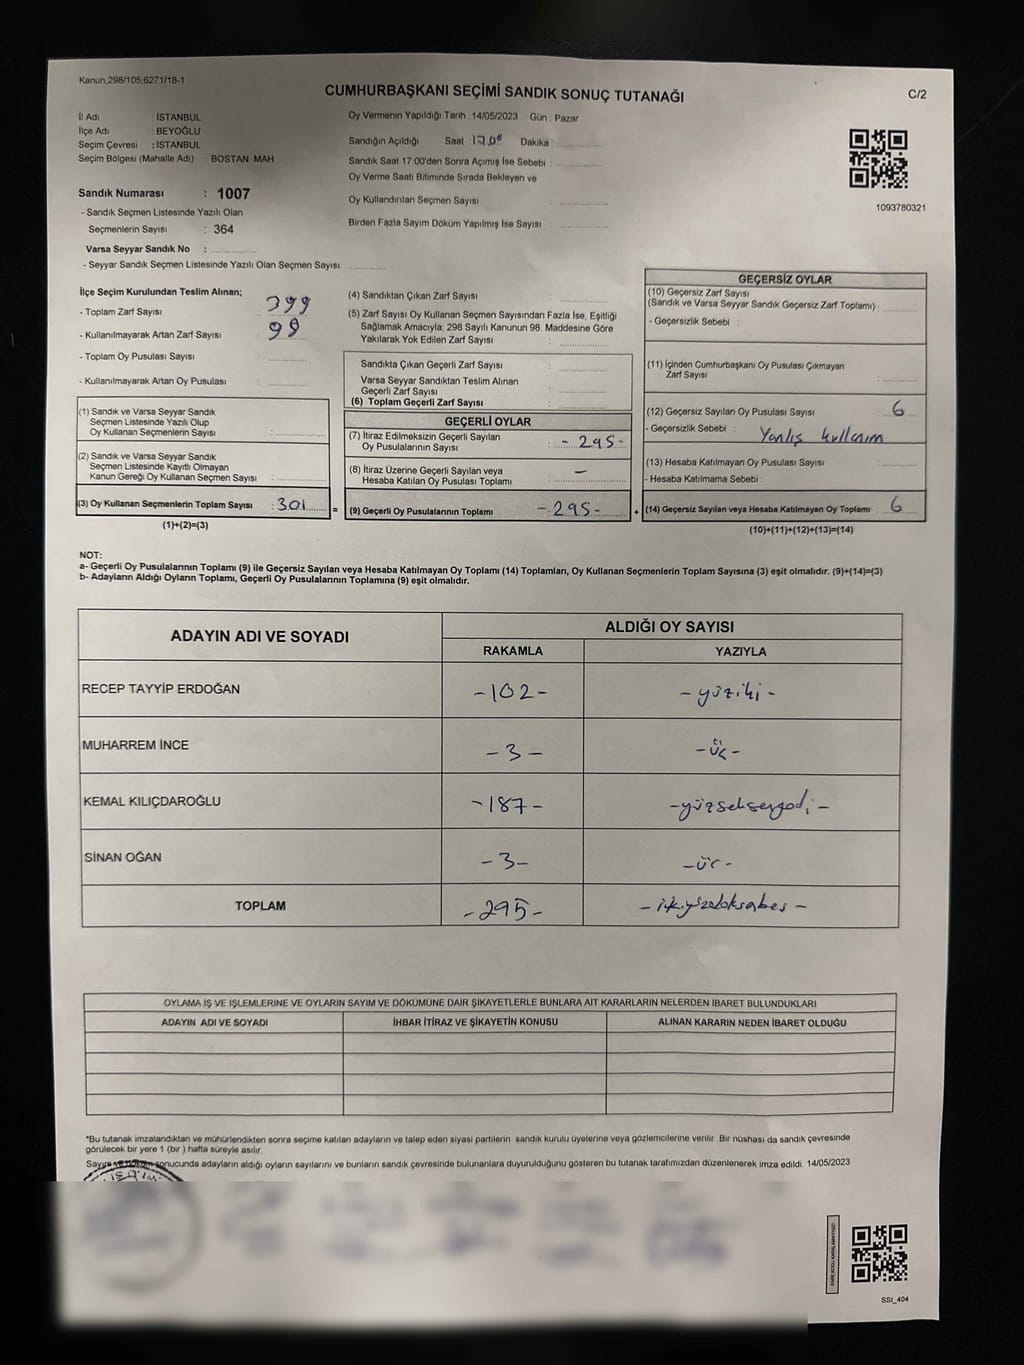 Kanun,298/105,6271/18-1
CUMHURBAŞKANI SEÇİMİ SANDIK SONUÇ TUTANAĞI
C/2
İl Adı : İSTANBUL
İlçe Adı : BEYOĞLU
Seçim Çevresi : İSTANBUL
Seçim Bölgesi (Mahalle Adı) : BOSTAN MAH
Sandık Numarası : 1007
- Sandık Seçmen Listesinde Yazılı Olan
Seçmenlerin Sayısı : 364
Varsa Seyyar Sandık No :
- Seyyar Sandık Seçmen Listesinde Yazılı Olan Seçmen Sayısı:
Oy Vermenin Yapıldığı Tarih :14/05/2023 Gün : Pazar
Sandığın Açıldığı Saat :17.00 Dakika :
Sandık Saat 17:00'den Sonra Açımış İse Sebebi :
Oy Verme Saati Bitiminde Sırada Bekleyen ve
Oy Kullandırılan Seçmen Sayısı :
Birden Fazla Sayım Döküm Yapılmış İse Sayısı :
1093780321
İlçe Seçim Kurulundan Teslim Alınan;
- Toplam Zarf Sayısı : 399
- Kullanılmayarak Artan Zarf Sayısı : 98
- Toplam Oy Pusulası Sayısı :
- Kullanılmayarak Artan Oy Pusulası :
(1) Sandık ve Varsa Seyyar Sandık
Seçmen Listesinde Yazılı Olup
Oy Kullanan Seçmenlerin Sayısı :
(2) Sandık ve Varsa Seyyar Sandık
Seçmen Listesinde Kayıtlı Olmayan
Kanun Gereği Oy Kullanan Seçmen Sayısı :
(3) Oy Kullanan Seçmenlerin Toplam Sayısı : 301 =
(1)+(2)=(3)
(4) Sandıktan Çıkan Zarf Sayısı :
(5) Zarf Sayısı Oy Kullanan Seçmen Sayısından Fazla İse, Eşitliği
Sağlamak Amacıyla; 298 Sayılı Kanunun 98. Maddesine Göre
Yakılarak Yok Edilen Zarf Sayısı :
Sandıkta Çıkan Geçerli Zarf Sayısı :
Varsa Seyyar Sandıktan Teslim Alınan
Geçerli Zarf Sayısı :
(6) Toplam Geçerli Zarf Sayısı :
GEÇERLİ OYLAR
(7) İtiraz Edilmeksizin Geçerli Sayılan
Oy Pusulalarının Sayısı : - 295 -
(8) İtiraz Üzerine Geçerli Sayılan veya
Hesaba Katılan Oy Pusulası Toplamı : -
(9) Geçerli Oy Pusulalarının Toplamı : - 295 - +
GEÇERSİZ OYLAR
(10) Geçersiz Zarf Sayısı
(Sandık ve Varsa Seyyar Sandık Geçersiz Zarf Toplamı) :
- Geçersizlik Sebebi :
(11) İçinden Cumhurbaşkanı Oy Pusulası Çıkmayan
Zarf Sayısı :
(12) Geçersiz Sayılan Oy Pusulası Sayısı : 6
- Geçersizlik Sebebi : Yanlış kullanım
(13) Hesaba Katılmayan Oy Pusulası Sayısı :
- Hesaba Katılmama Sebebi :
(14) Geçersiz Sayılan veya Hesaba Katılmayan Oy Toplamı : 6
(10)+(11)+(12)+(13)=(14)
NOT:
a- Geçerli Oy Pusulalarının Toplamı (9) ile Geçersiz Sayılan veya Hesaba Katılmayan Oy Toplamı (14) Toplamları, Oy Kullanan Seçmenlerin Toplam Sayısına (3) eşit olmalıdır. (9)+(14)=(3)
b- Adayların Aldığı Oyların Toplamı, Geçerli Oy Pusulalarının Toplamına (9) eşit olmalıdır.
ADAYIN ADI VE SOYADI
ALDIĞI OY SAYISI
RAKAMLA YAZIYLA
RECEP TAYYİP ERDOĞAN -102- -yüziki-
MUHARREM İNCE -3- -üç-
KEMAL KILIÇDAROĞLU -187- -yüzseksenyedi-
SİNAN OĞAN -3- -üç-
TOPLAM -295- -ikiyüzdoksanbeş-
OYLAMA İŞ VE İŞLEMLERİNE VE OYLARIN SAYIM VE DÖKÜMÜNE DAİR ŞİKAYETLERLE BUNLARA AİT KARARLARIN NELERDEN İBARET BULUNDUKLARI
ADAYIN ADI VE SOYADI İHBAR İTİRAZ VE ŞİKAYETİN KONUSU ALINAN KARARIN NEDEN İBARET OLDUĞU
*Bu tutanak imzalandıktan ve mühürlendikten sonra seçime katılan adayların ve talep eden siyasi partilerin sandık kurulu üyelerine veya gözlemcilerine verilir. Bir nüshası da sandık çevresinde
görülecek bir yere 1 (bir ) hafta süreyle asılır.
Sayım ve döküm sonucunda adayların aldığı oyların sayılarını ve bunların sandık çevresinde bulunanlara duyurulduğunu gösteren bu tutanak tarafımızdan düzenlenerek imza edildi. 14/05/2023
SSI_404